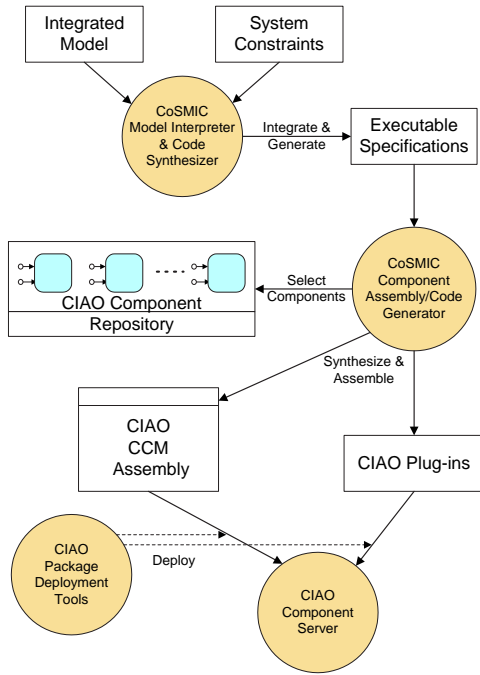 Integrated
Model
System
Constraints
CoSMIC
Model Interpreter
& Code
Synthesizer
Integrate &
Generate
Executable
Specifications
CIAO Component
Repository
Select
Components
CoSMIC
Component
Assembly/Code
Generator
Synthesize &
Assemble
CIAO
CCM
Assembly
CIAO Plug-ins
CIAO
Package
Deployment
Tools
Deploy
CIAO
Component
Server